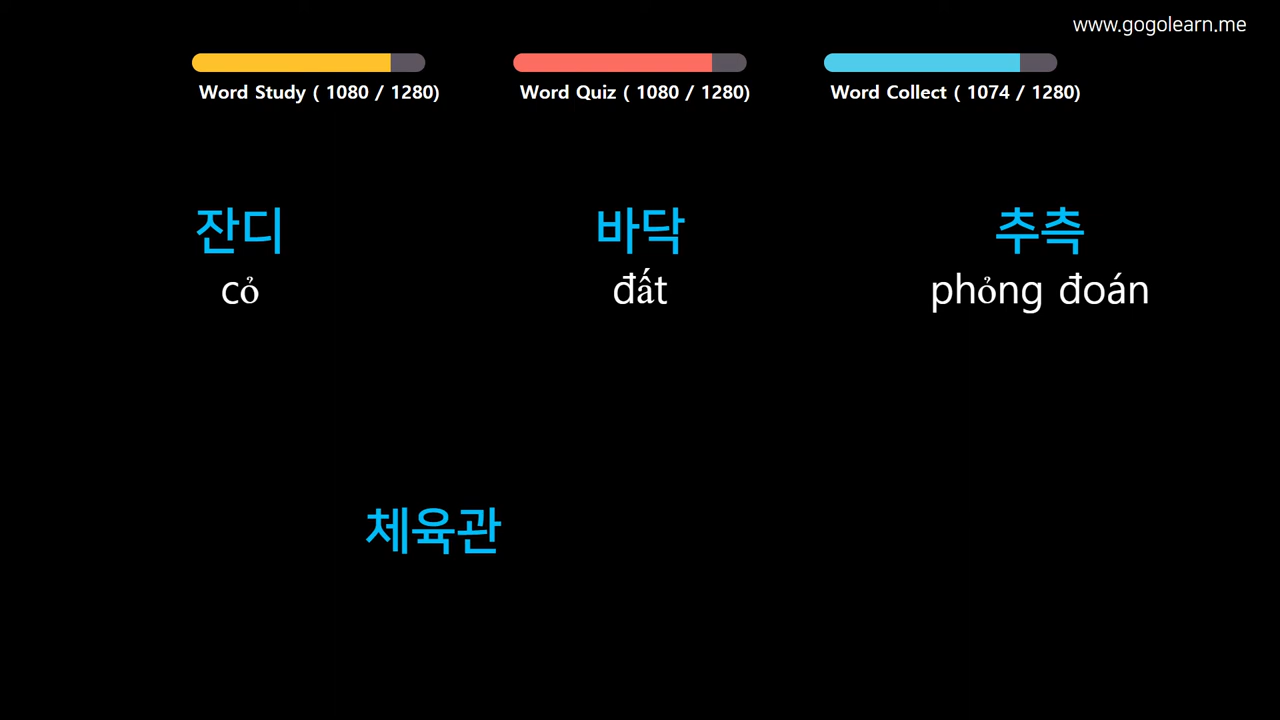 www.gogolearn.me
Word Study ( 1080 / 1280)
Word Quiz ( 1080 / 1280)
Word Collect ( 1074 / 1280)
잔디
바닥
추측
cỏ
đất
phỏng đoán
체육관